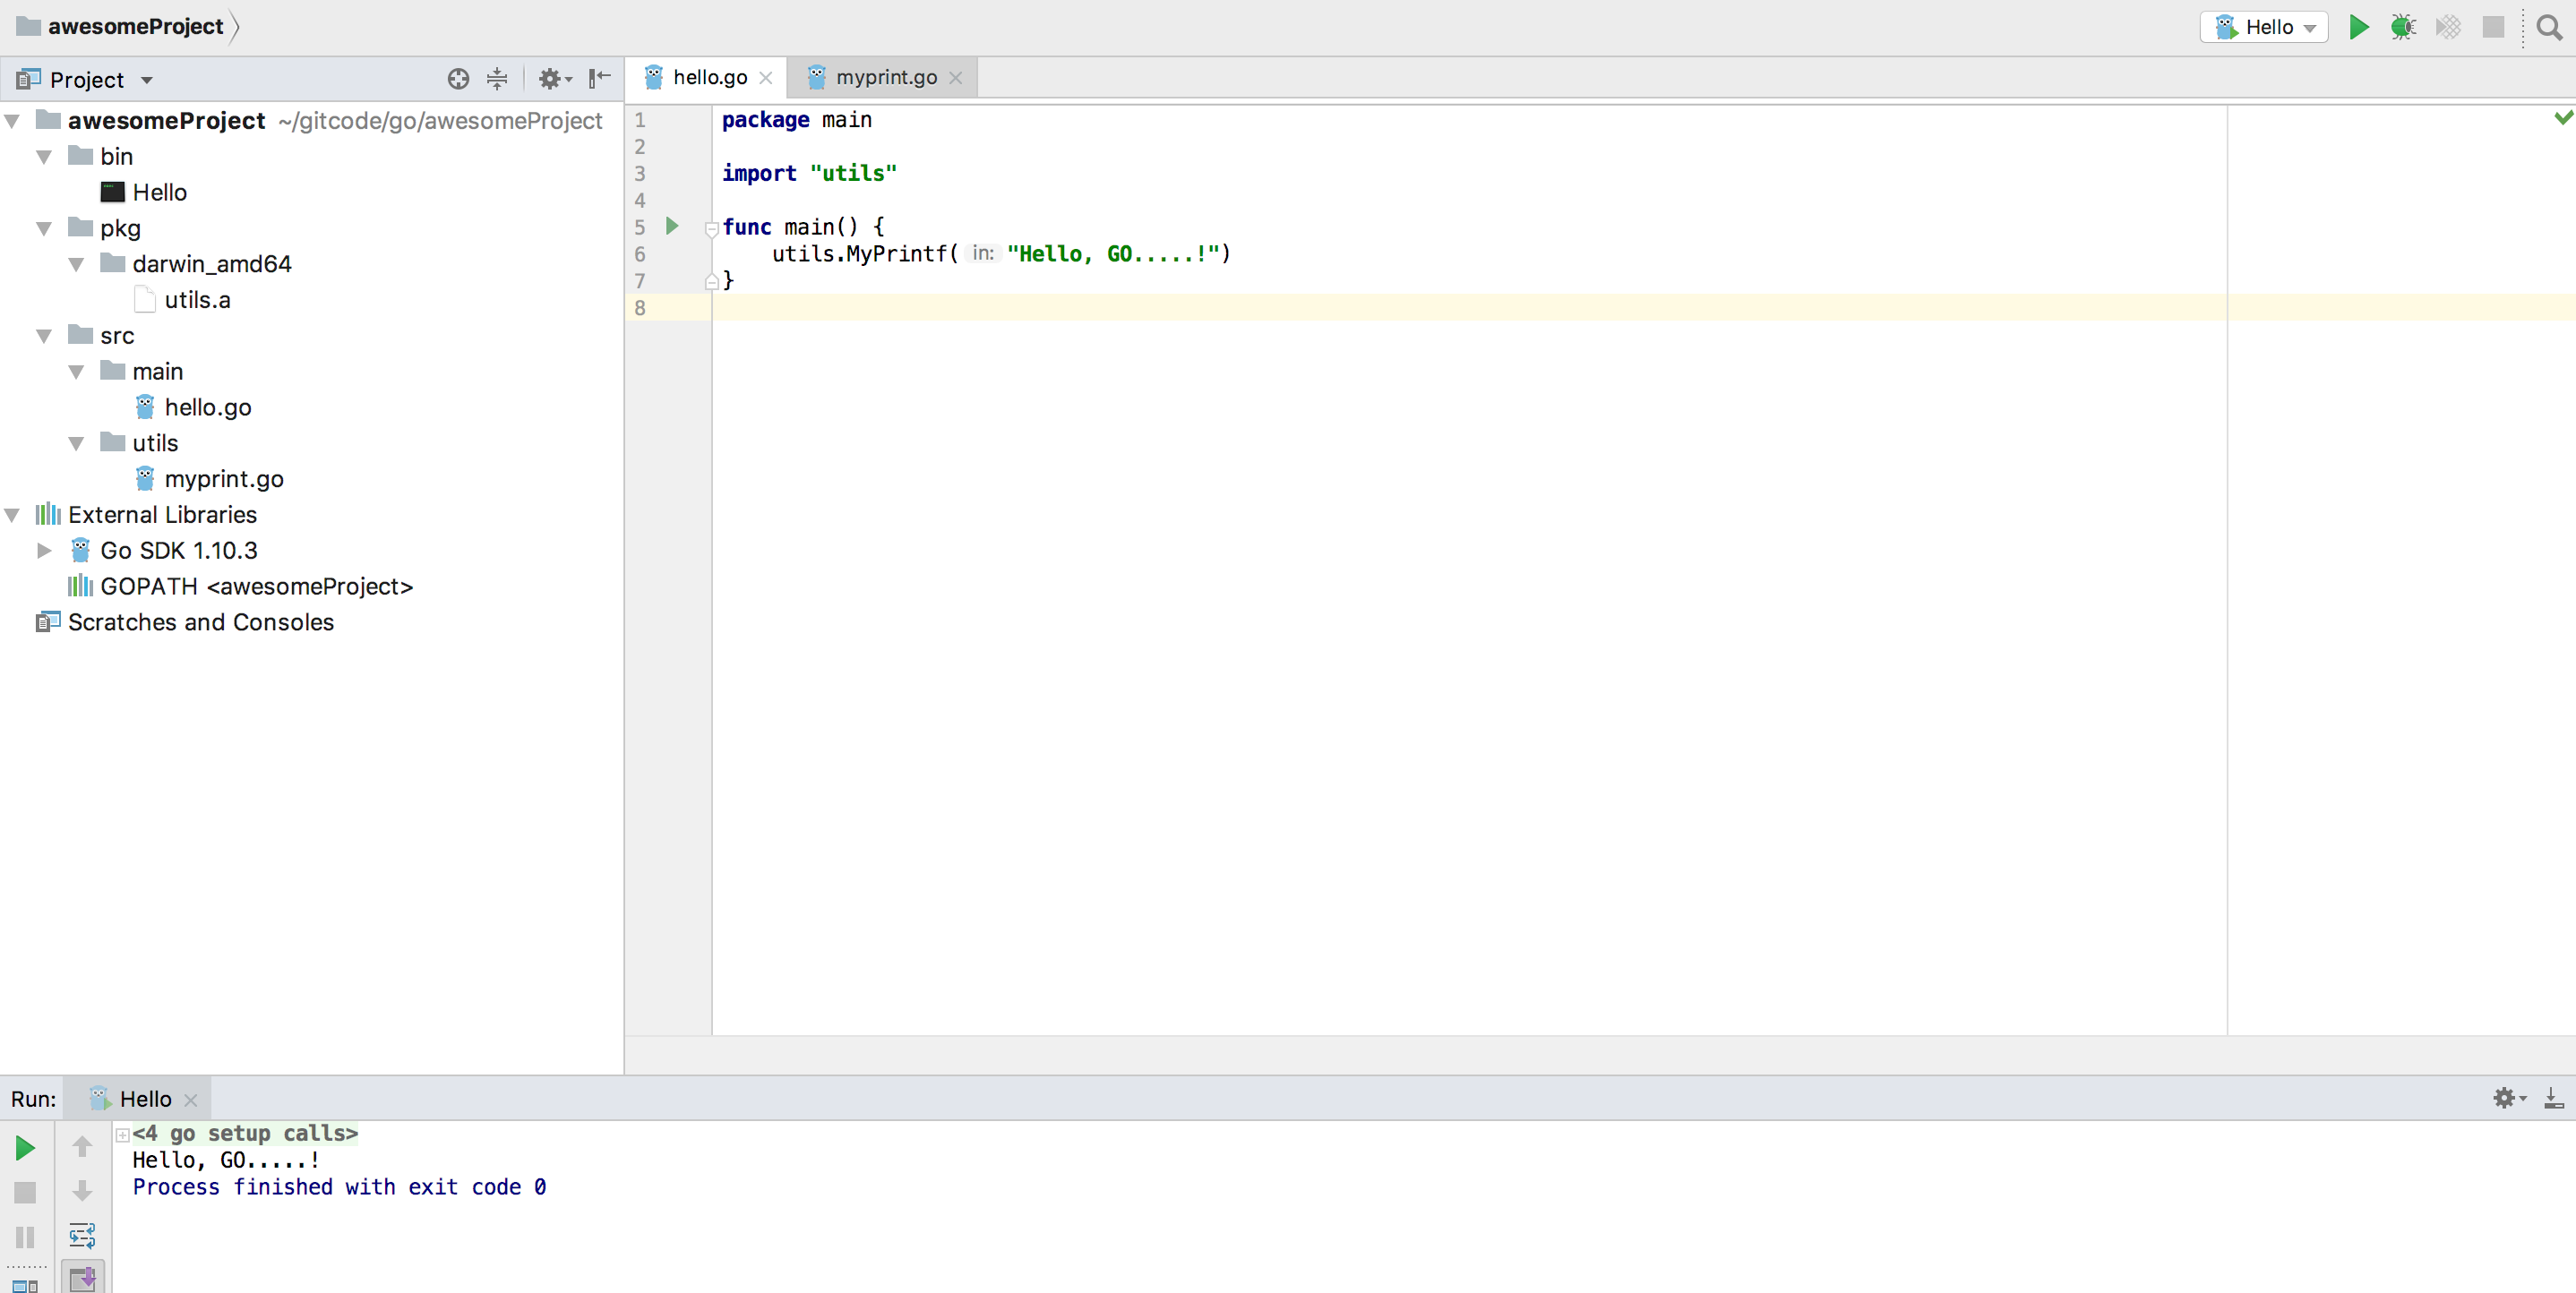 awesomeProject
Hello
Project
hello.go
myprint.go
awesomeProject ~/gitcode/go/awesomeProject
bin
Hello
pkg
darwin_amd64
utils.a
src
main
hello.go
utils
myprint.go
External Libraries
Go SDK 1.10.3
GOPATH <awesomeProject>
Scratches and Consoles
1 package main
2
3 import "utils"
4
5 func main() {
6 utils.MyPrintf( in: "Hello, GO.....!")
7 }
8
Run: Hello
<4 go setup calls>
Hello, GO.....!
Process finished with exit code 0